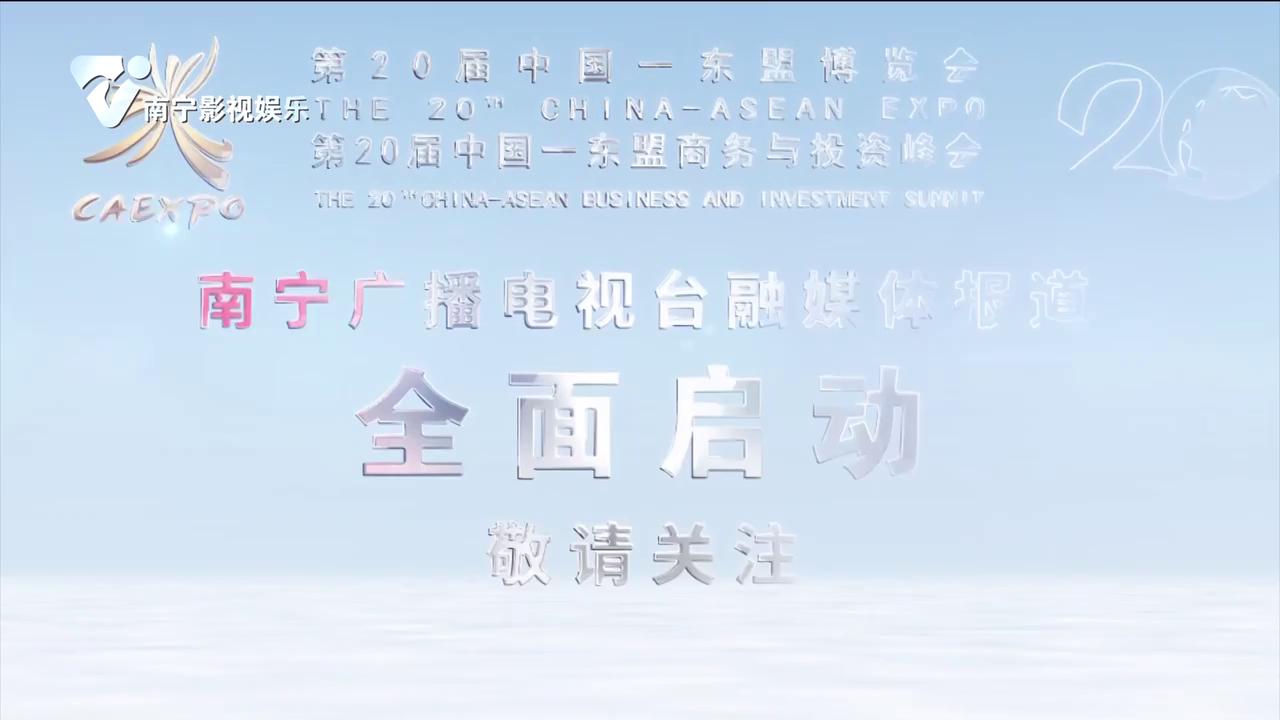 南宁影视娱乐
CAEXPO
第20届中国—东盟博览会
THE 20TH CHINA-ASEAN EXPO
第20届中国—东盟商务与投资峰会
THE 20TH CHINA-ASEAN BUSINESS AND INVESTMENT SUMMIT
20
南宁广播电视台融媒体报道
全面启动
敬请关注